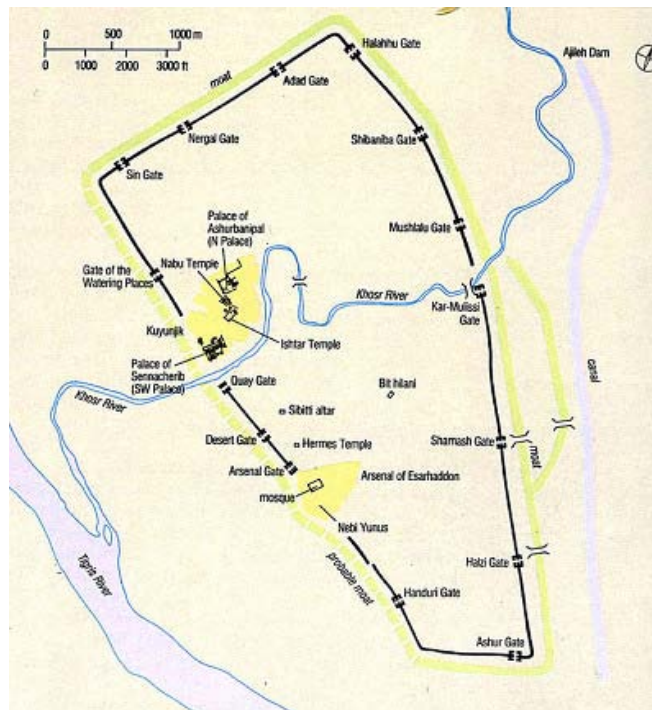 0 500 1000 m
0 1000 2000 3000 ft
Halahhu Gate
Ajileh Dam
moat
Adad Gate
Nergal Gate
Shibaniba Gate
Sin Gate
Palace of
Ashurbanipal
(N Palace)
Mushlalu Gate
Nabu Temple
Gate of the
Watering Places
Khosr River
Kar-Mulissi
Gate
Kuyunjik
Ishtar Temple
Palace of
Sennacherib
(SW Palace)
canal
Khosr River
Quay Gate
Bit hilani
Sibitti altar
Desert Gate
Hermes Temple
Shamash Gate
moat
Arsenal Gate
Arsenal of Esarhaddon
mosque
Nebi Yunus
Tigris River
probable moat
Halzi Gate
Handuri Gate
Ashur Gate